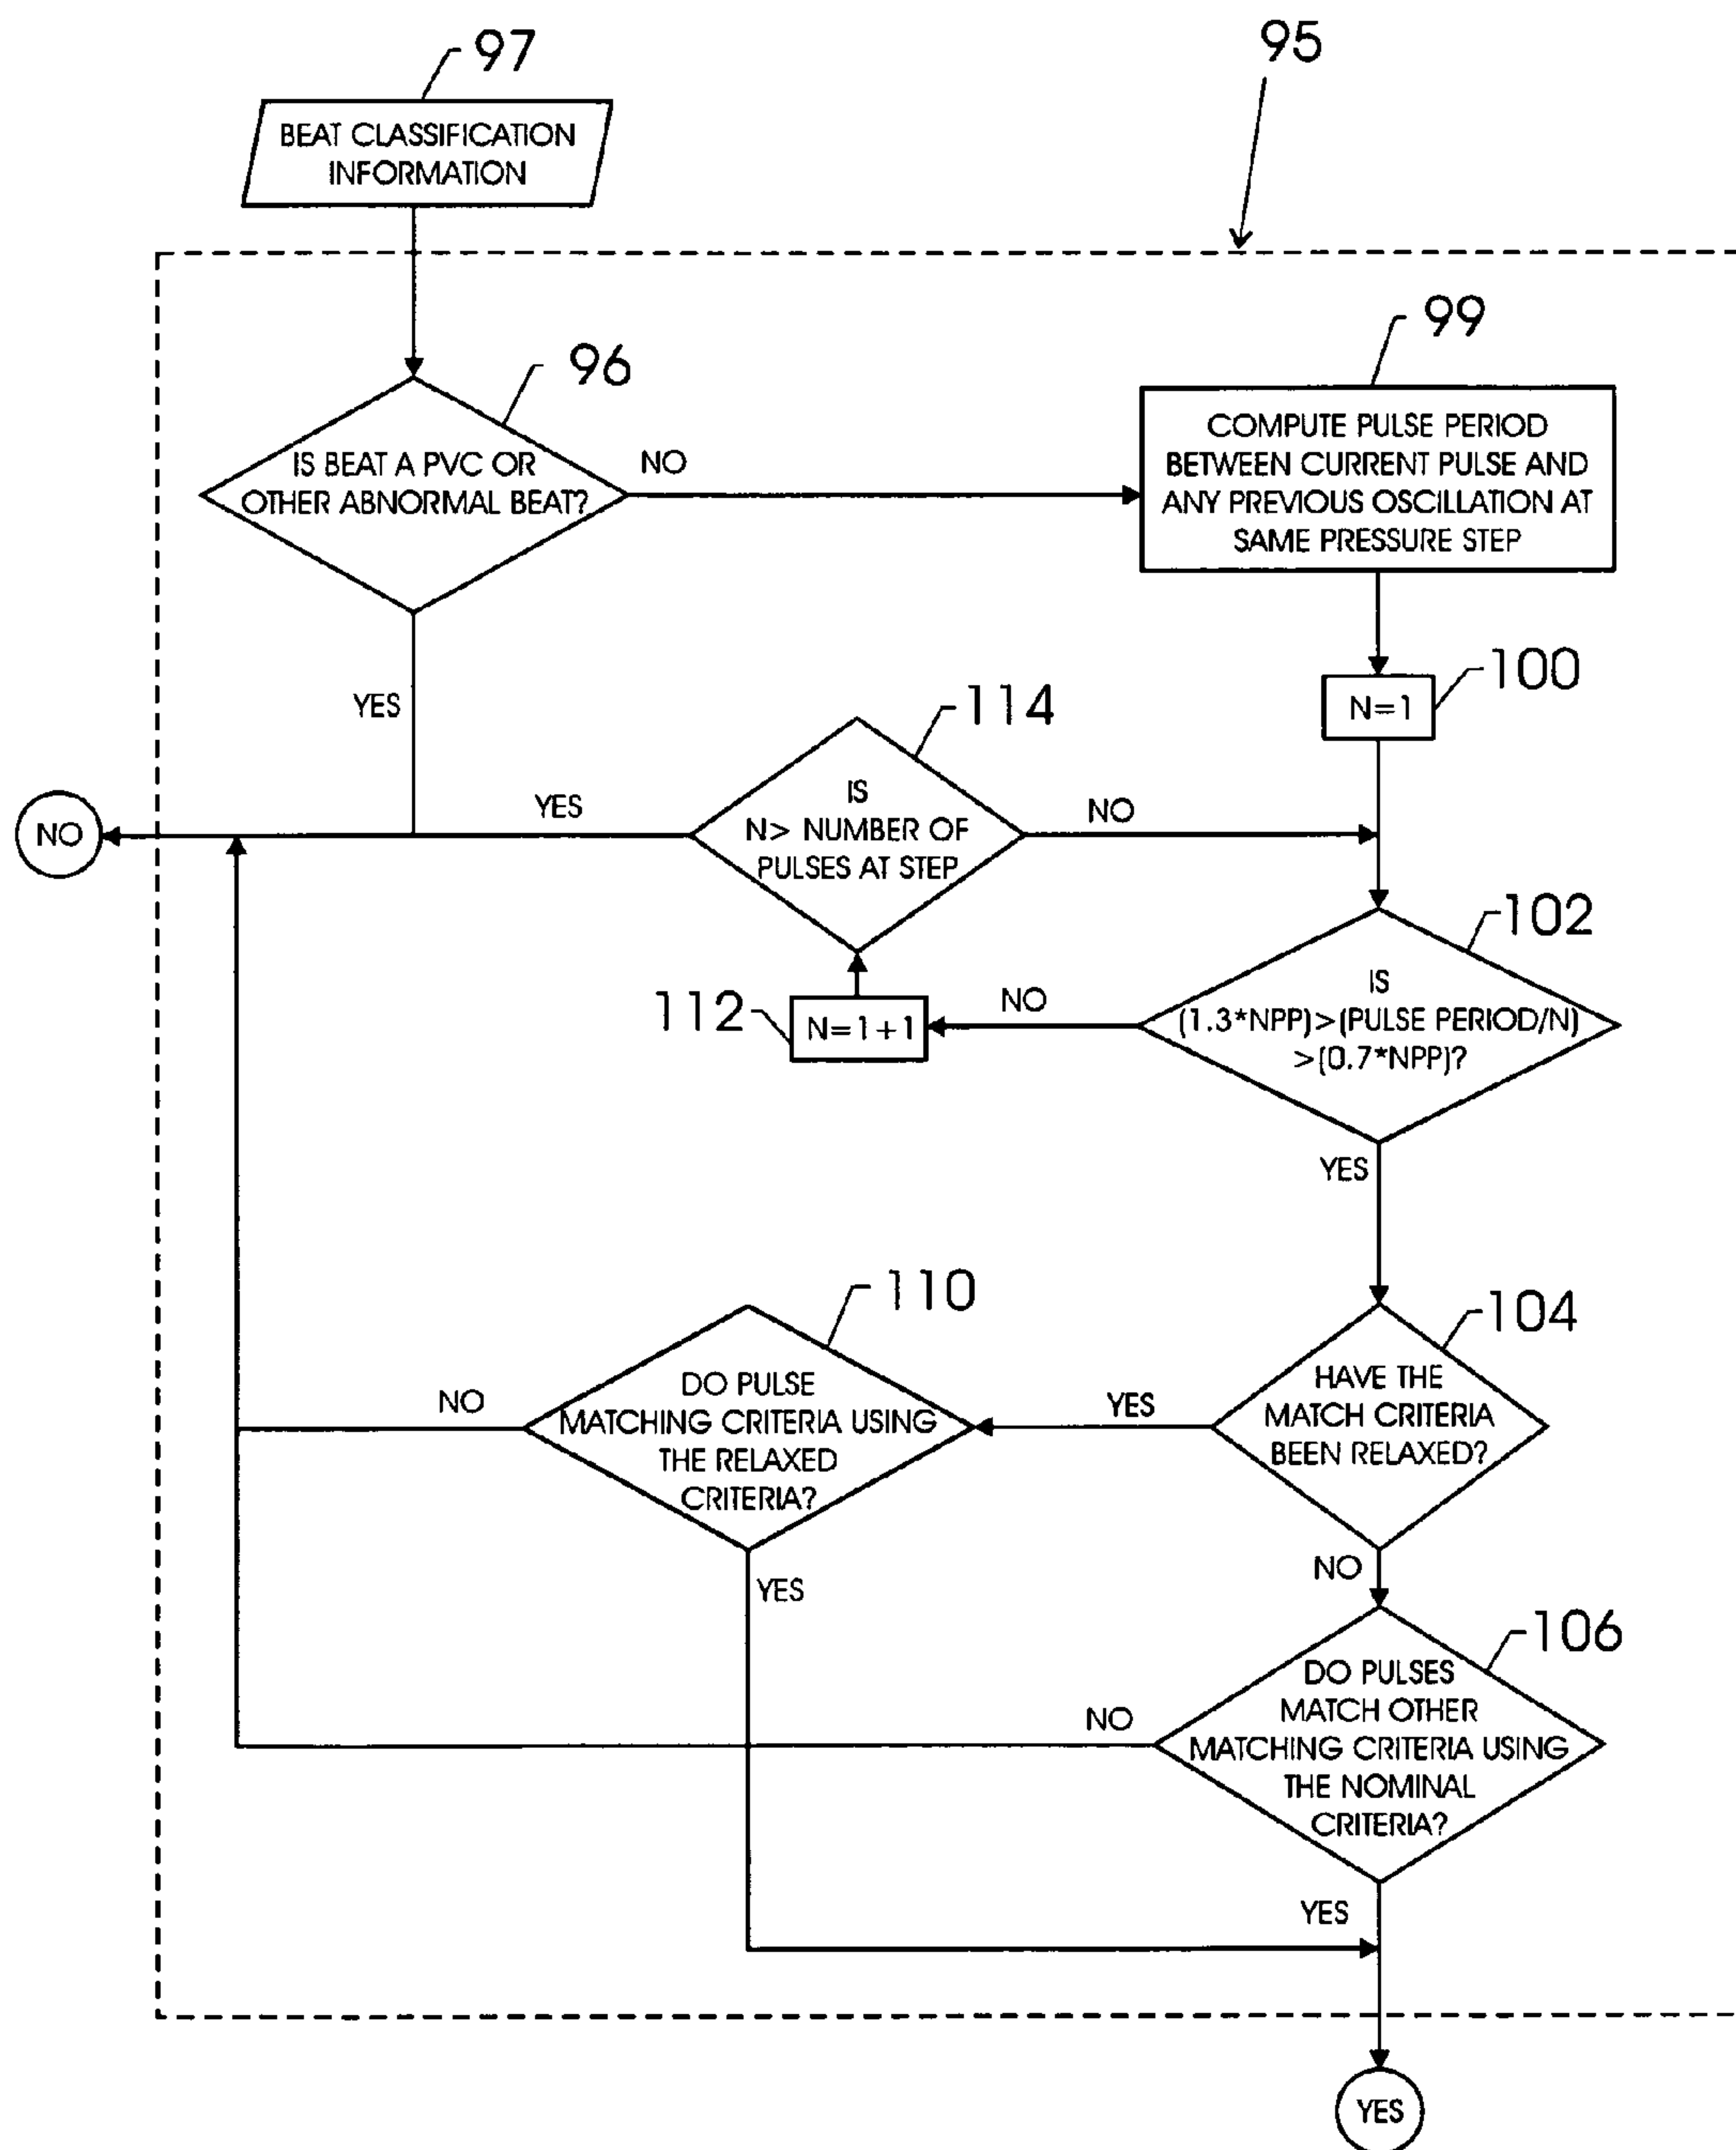 97
95
BEAT CLASSIFICATION
INFORMATION
99
96
COMPUTE PULSE PERIOD
BETWEEN CURRENT PULSE AND
ANY PREVIOUS OSCILLATION AT
SAME PRESSURE STEP
IS BEAT A PVC OR
OTHER ABNORMAL BEAT?
NO
YES
100
N=1
114
IS
N> NUMBER OF
PULSES AT STEP
YES
NO
NO
102
IS
(1.3*NPP)>(PULSE PERIOD/N)
>(0.7*NPP)?
NO
112
N=1+1
YES
104
HAVE THE
MATCH CRITERIA
BEEN RELAXED?
YES
110
DO PULSE
MATCHING CRITERIA USING
THE RELAXED
CRITERIA?
NO
YES
NO
106
DO PULSES
MATCH OTHER
MATCHING CRITERIA USING
THE NOMINAL
CRITERIA?
NO
YES
YES